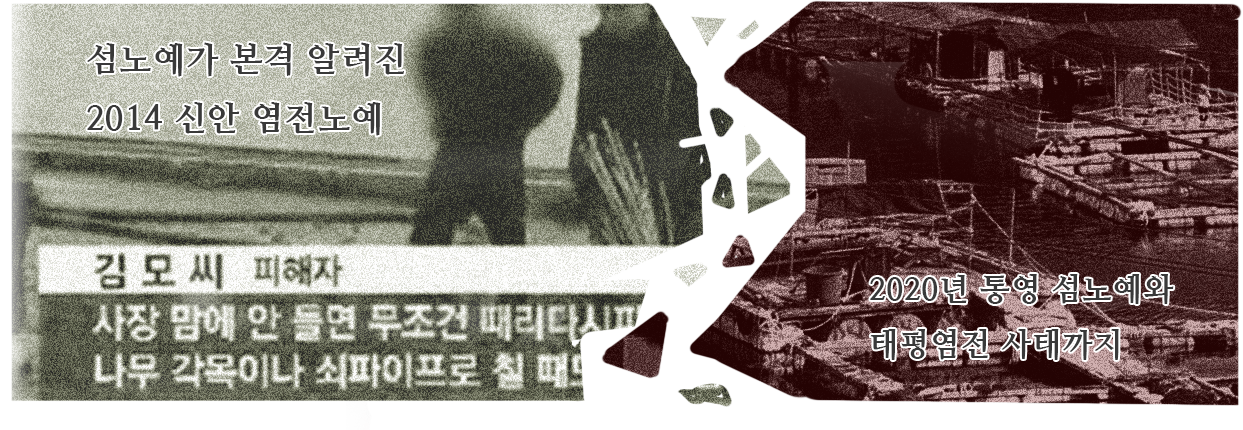 섬노예가 본격 알려진
2014 신안 염전노예
김모씨 피해자
사장 맘에 안 들면 무조건 때리다시피
나무 각목이나 쇠파이프로 칠 때도
2020년 통영 섬노예와
태평염전 사태까지